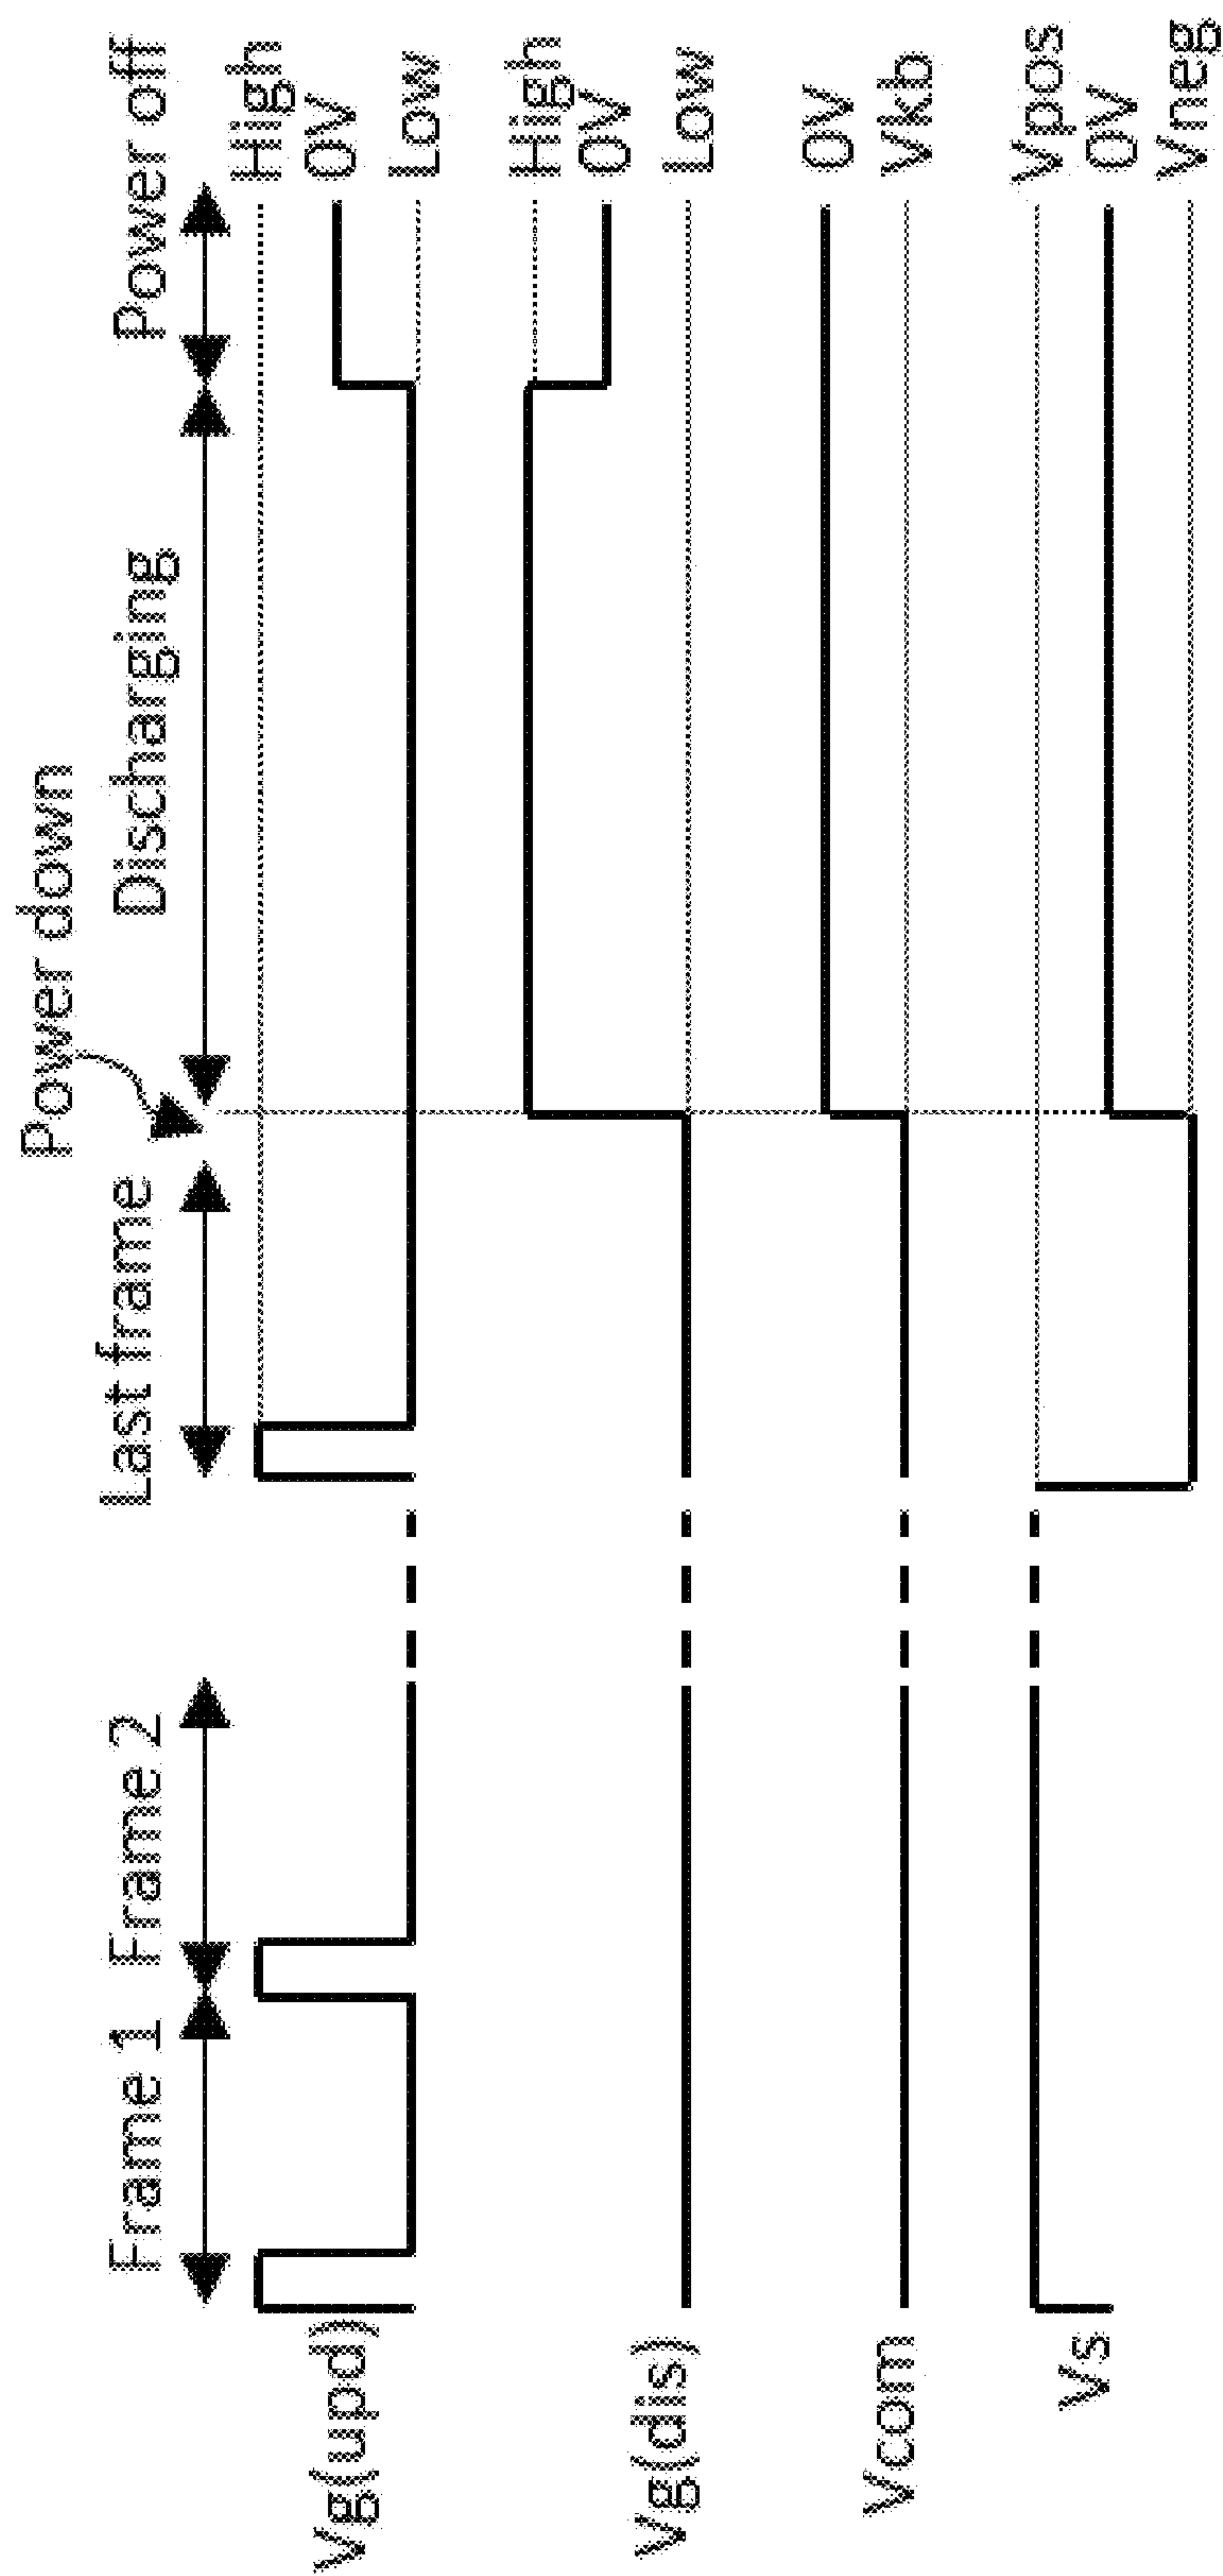 Power down
Frame 1
Frame 2
Last frame
Discharging
Power off
Vg(upd)
High
0V
Low
Vg(dis)
High
0V
Low
Vcom
0V
Vkb
Vs
Vpos
0V
Vneg